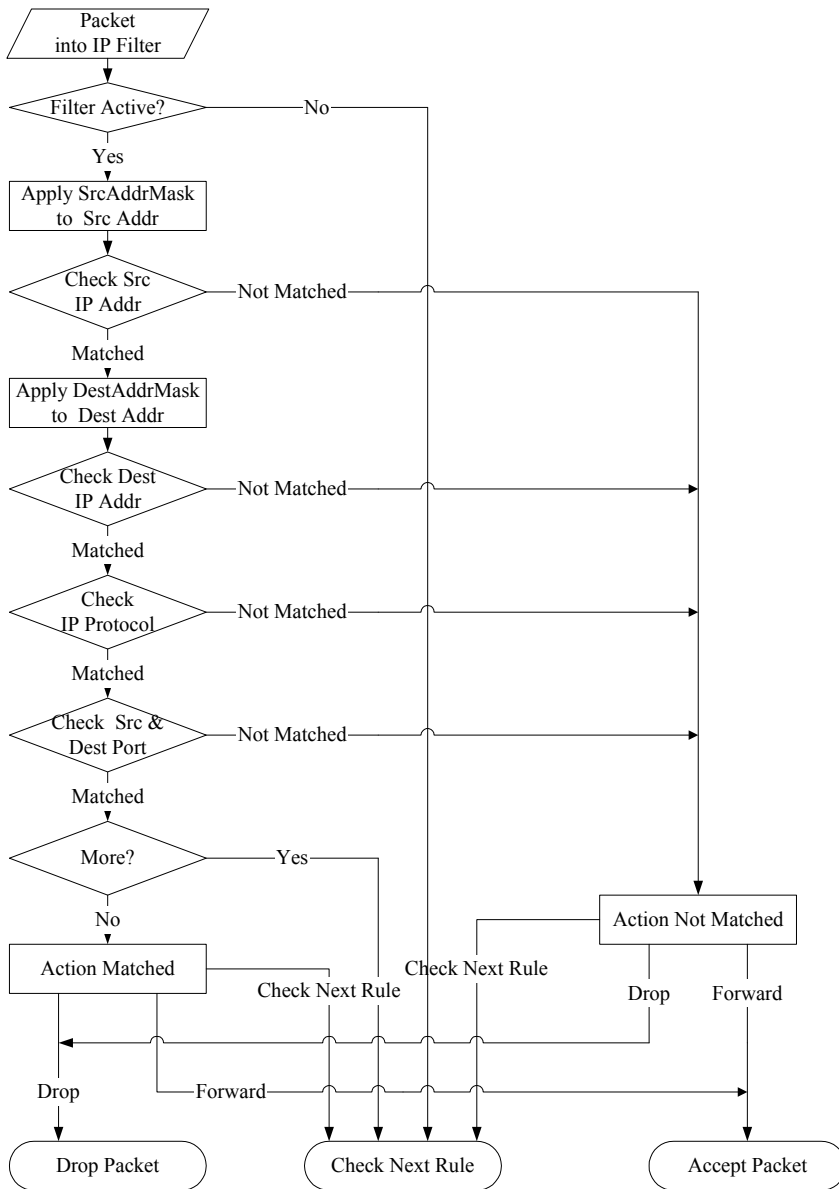 Packet
into IP Filter
Filter Active?
No
Yes
Apply SrcAddrMask
to Src Addr
Check Src
IP Addr
Not Matched
Matched
Apply DestAddrMask
to Dest Addr
Check Dest
IP Addr
Not Matched
Matched
Check
IP Protocol
Not Matched
Matched
Check Src &
Dest Port
Not Matched
Matched
More?
Yes
No
Action Not Matched
Action Matched
Check Next Rule
Check Next Rule
Drop
Forward
Drop
Forward
Drop Packet
Check Next Rule
Accept Packet